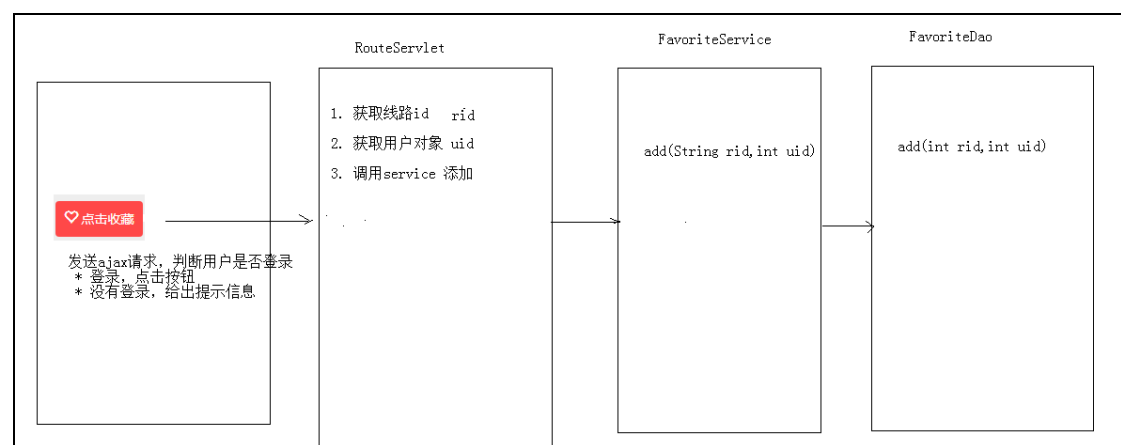 RouteServlet
FavoriteService
FavoriteDao
1. 获取线路id rid
2. 获取用户对象 uid
3. 调用service 添加
add(String rid,int uid)
add(int rid,int uid)
点击收藏
发送ajax请求，判断用户是否登录
* 登录，点击按钮
* 没有登录，给出提示信息